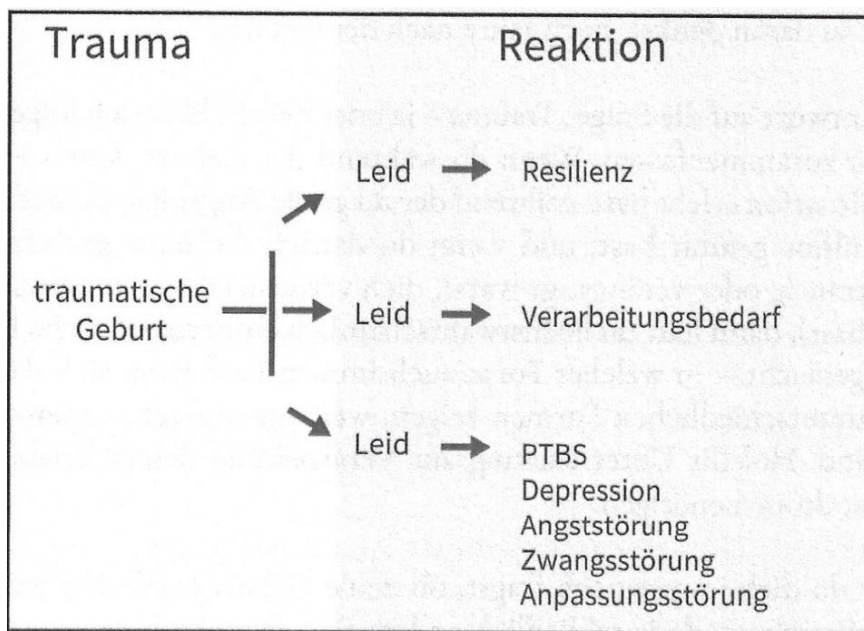 Trauma
Reaktion
Leid
Resilienz
traumatische
Geburt
Leid
Verarbeitungsbedarf
Leid
PTBS
Depression
Angststörung
Zwangsstörung
Anpassungsstörung